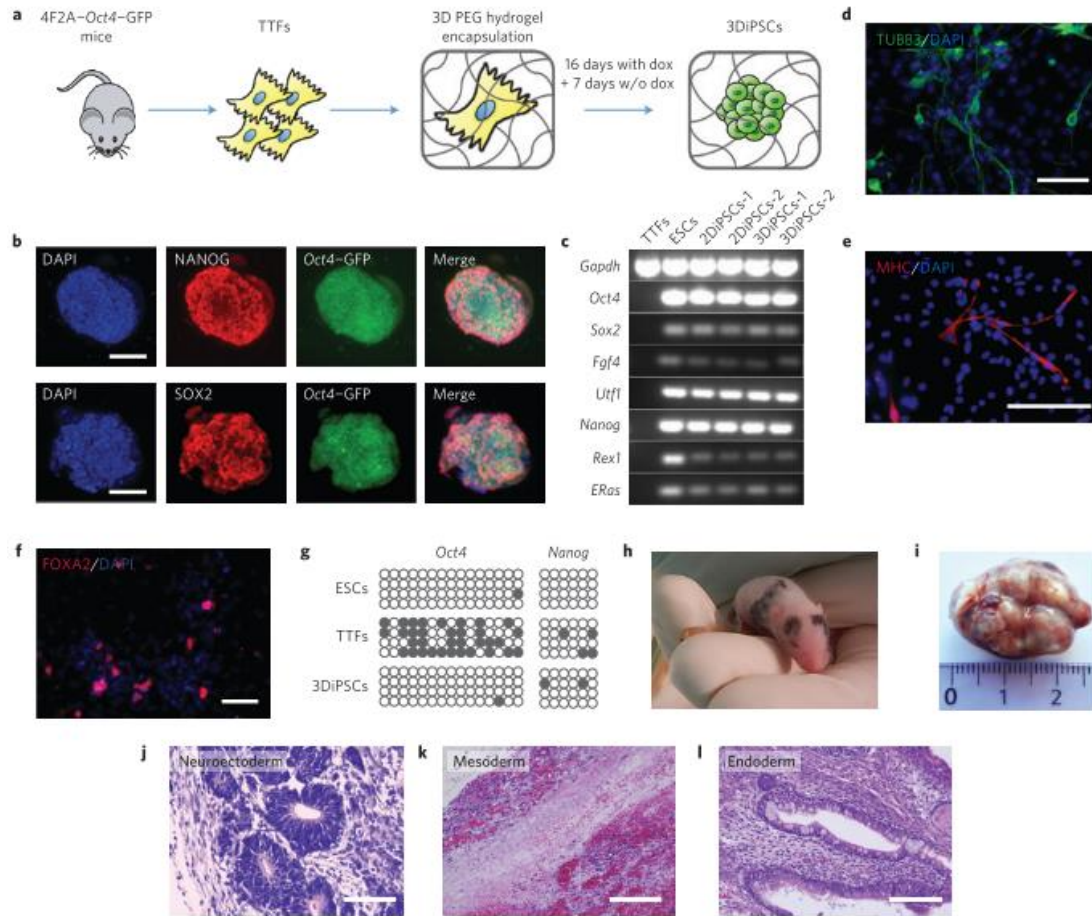 a
4F2A–Oct4–GFP
mice
TTFs
3D PEG hydrogel
encapsulation
16 days with dox
+ 7 days w/o dox
3DiPSCs
d
TUBB3/DAPI
b
DAPI
NANOG
Oct4–GFP
Merge
DAPI
SOX2
Oct4–GFP
Merge
c
TTFs
ESCs
2DiPSCs-1
2DiPSCs-2
3DiPSCs-1
3DiPSCs-2
Gapdh
Oct4
Sox2
Fgf4
Utf1
Nanog
Rex1
ERas
e
MHC/DAPI
f
FOXA2/DAPI
g
Oct4
Nanog
ESCs
TTFs
3DiPSCs
h
i
0 1 2
j
Neuroectoderm
k
Mesoderm
l
Endoderm